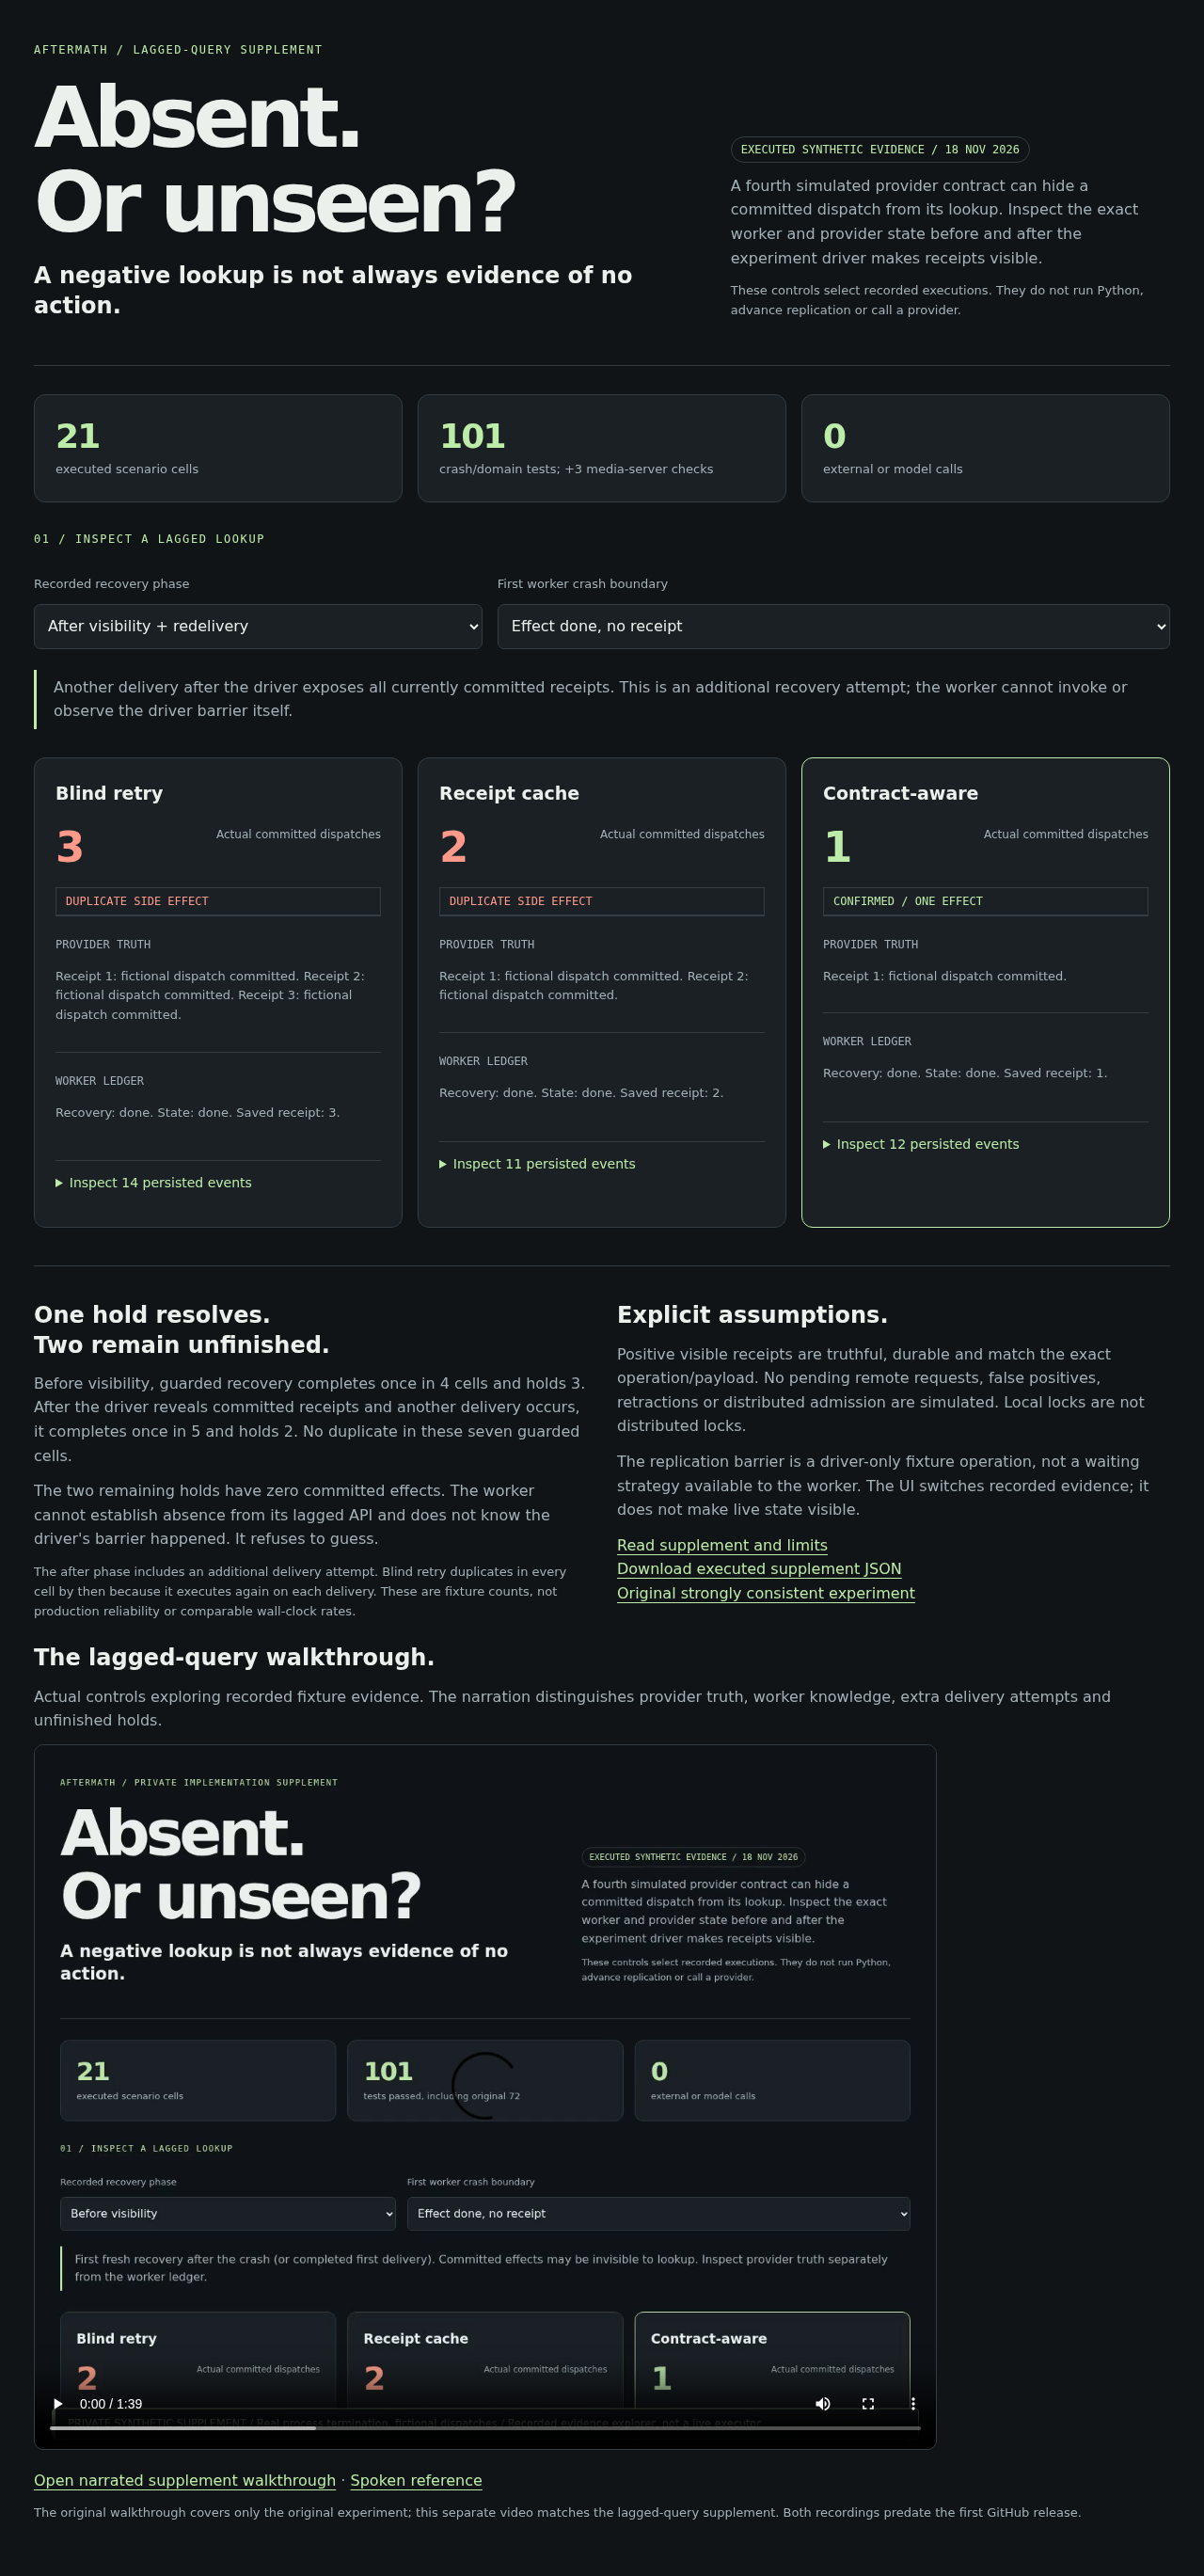 AFTERMATH / LAGGED-QUERY SUPPLEMENT
Absent.
Or unseen?
A negative lookup is not always evidence of no
action.
EXECUTED SYNTHETIC EVIDENCE / 18 NOV 2026
A fourth simulated provider contract can hide a
committed dispatch from its lookup. Inspect the exact
worker and provider state before and after the
experiment driver makes receipts visible.
These controls select recorded executions. They do not run Python,
advance replication or call a provider.
21
executed scenario cells
101
crash/domain tests; +3 media-server checks
0
external or model calls
01 / INSPECT A LAGGED LOOKUP
Recorded recovery phase
After visibility + redelivery
First worker crash boundary
Effect done, no receipt
Another delivery after the driver exposes all currently committed receipts. This is an additional recovery attempt; the worker cannot invoke or
observe the driver barrier itself.
Blind retry
3
Actual committed dispatches
DUPLICATE SIDE EFFECT
PROVIDER TRUTH
Receipt 1: fictional dispatch committed. Receipt 2:
fictional dispatch committed. Receipt 3: fictional
dispatch committed.
WORKER LEDGER
Recovery: done. State: done. Saved receipt: 3.
Inspect 14 persisted events
Receipt cache
2
Actual committed dispatches
DUPLICATE SIDE EFFECT
PROVIDER TRUTH
Receipt 1: fictional dispatch committed. Receipt 2:
fictional dispatch committed.
WORKER LEDGER
Recovery: done. State: done. Saved receipt: 2.
Inspect 11 persisted events
Contract-aware
1
Actual committed dispatches
CONFIRMED / ONE EFFECT
PROVIDER TRUTH
Receipt 1: fictional dispatch committed.
WORKER LEDGER
Recovery: done. State: done. Saved receipt: 1.
Inspect 12 persisted events
One hold resolves.
Two remain unfinished.
Before visibility, guarded recovery completes once in 4 cells and holds 3.
After the driver reveals committed receipts and another delivery occurs,
it completes once in 5 and holds 2. No duplicate in these seven guarded
cells.
The two remaining holds have zero committed effects. The worker
cannot establish absence from its lagged API and does not know the
driver's barrier happened. It refuses to guess.
The after phase includes an additional delivery attempt. Blind retry duplicates in every
cell by then because it executes again on each delivery. These are fixture counts, not
production reliability or comparable wall-clock rates.
Explicit assumptions.
Positive visible receipts are truthful, durable and match the exact
operation/payload. No pending remote requests, false positives,
retractions or distributed admission are simulated. Local locks are not
distributed locks.
The replication barrier is a driver-only fixture operation, not a waiting
strategy available to the worker. The UI switches recorded evidence; it
does not make live state visible.
Read supplement and limits
Download executed supplement JSON
Original strongly consistent experiment
The lagged-query walkthrough.
Actual controls exploring recorded fixture evidence. The narration distinguishes provider truth, worker knowledge, extra delivery attempts and
unfinished holds.
AFTERMATH / PRIVATE IMPLEMENTATION SUPPLEMENT
Absent.
Or unseen?
A negative lookup is not always evidence of no
action.
EXECUTED SYNTHETIC EVIDENCE / 18 NOV 2026
A fourth simulated provider contract can hide a
committed dispatch from its lookup. Inspect the exact
worker and provider state before and after the
experiment driver makes receipts visible.
These controls select recorded executions. They do not run Python,
advance replication or call a provider.
21
executed scenario cells
101
tests passed, including original 72
0
external or model calls
01 / INSPECT A LAGGED LOOKUP
Recorded recovery phase
Before visibility
First worker crash boundary
Effect done, no receipt
First fresh recovery after the crash (or completed first delivery). Committed effects may be invisible to lookup. Inspect provider truth separately
from the worker ledger.
Blind retry
2
Actual committed dispatches
Receipt cache
2
Actual committed dispatches
Contract-aware
1
Actual committed dispatches
0:00 / 1:39
PRIVATE SYNTHETIC SUPPLEMENT / Real process termination, fictional dispatches / Recorded evidence explorer, not a live executor
Open narrated supplement walkthrough · Spoken reference
The original walkthrough covers only the original experiment; this separate video matches the lagged-query supplement. Both recordings predate the first GitHub release.